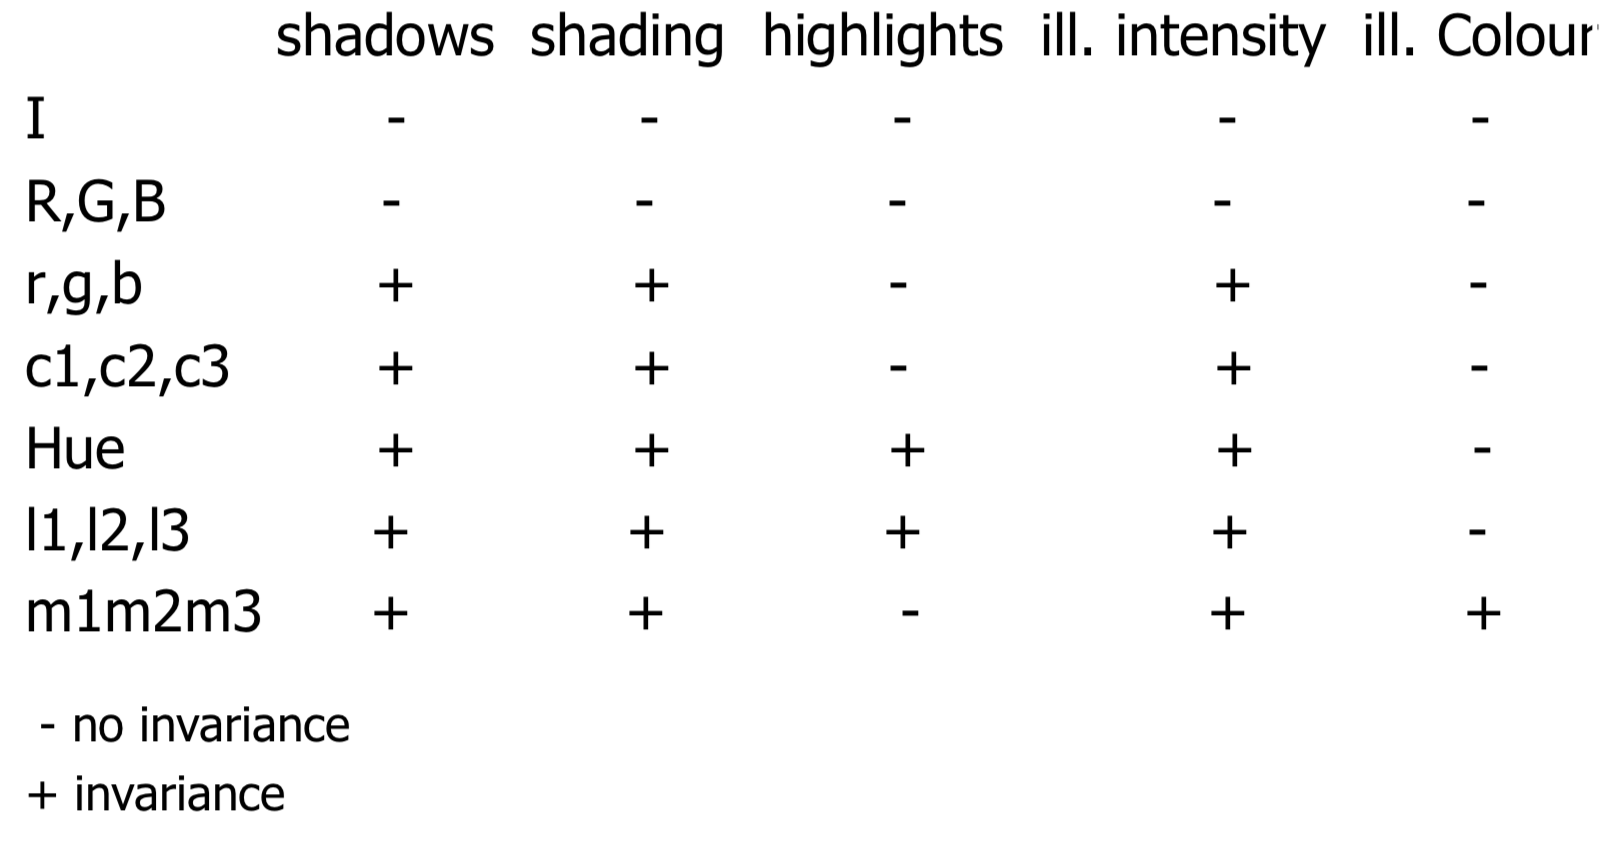 shadows shading highlights ill. intensity ill. Colour
I - - - - -
R,G,B - - - - -
r,g,b + + - + -
c1,c2,c3 + + - + -
Hue + + + + -
l1,l2,l3 + + + + -
m1m2m3 + + - + +
- no invariance
+ invariance